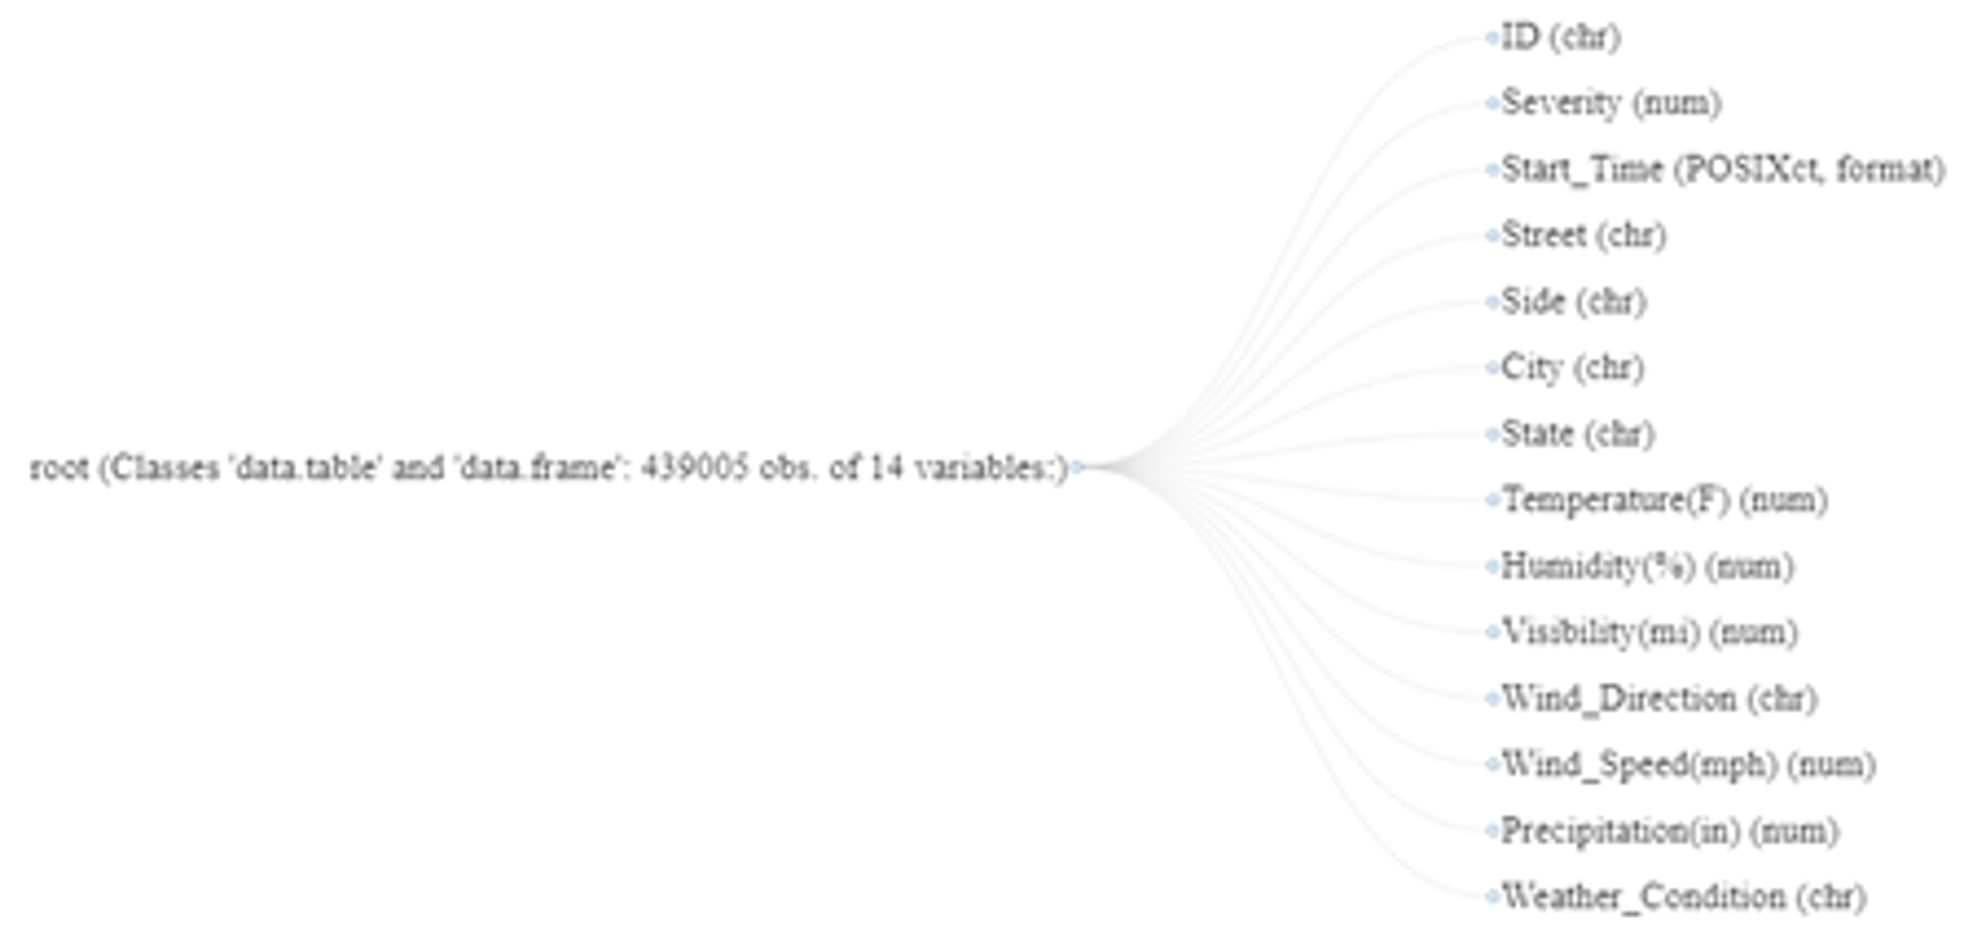 root (Classes 'data.table' and 'data.frame': 439005 obs. of 14 variables:)
ID (chr)
Severity (num)
Start_Time (POSIXct, format)
Street (chr)
Side (chr)
City (chr)
State (chr)
Temperature(F) (num)
Humidity(%) (num)
Visibility(mi) (num)
Wind_Direction (chr)
Wind_Speed(mph) (num)
Precipitation(in) (num)
Weather_Condition (chr)